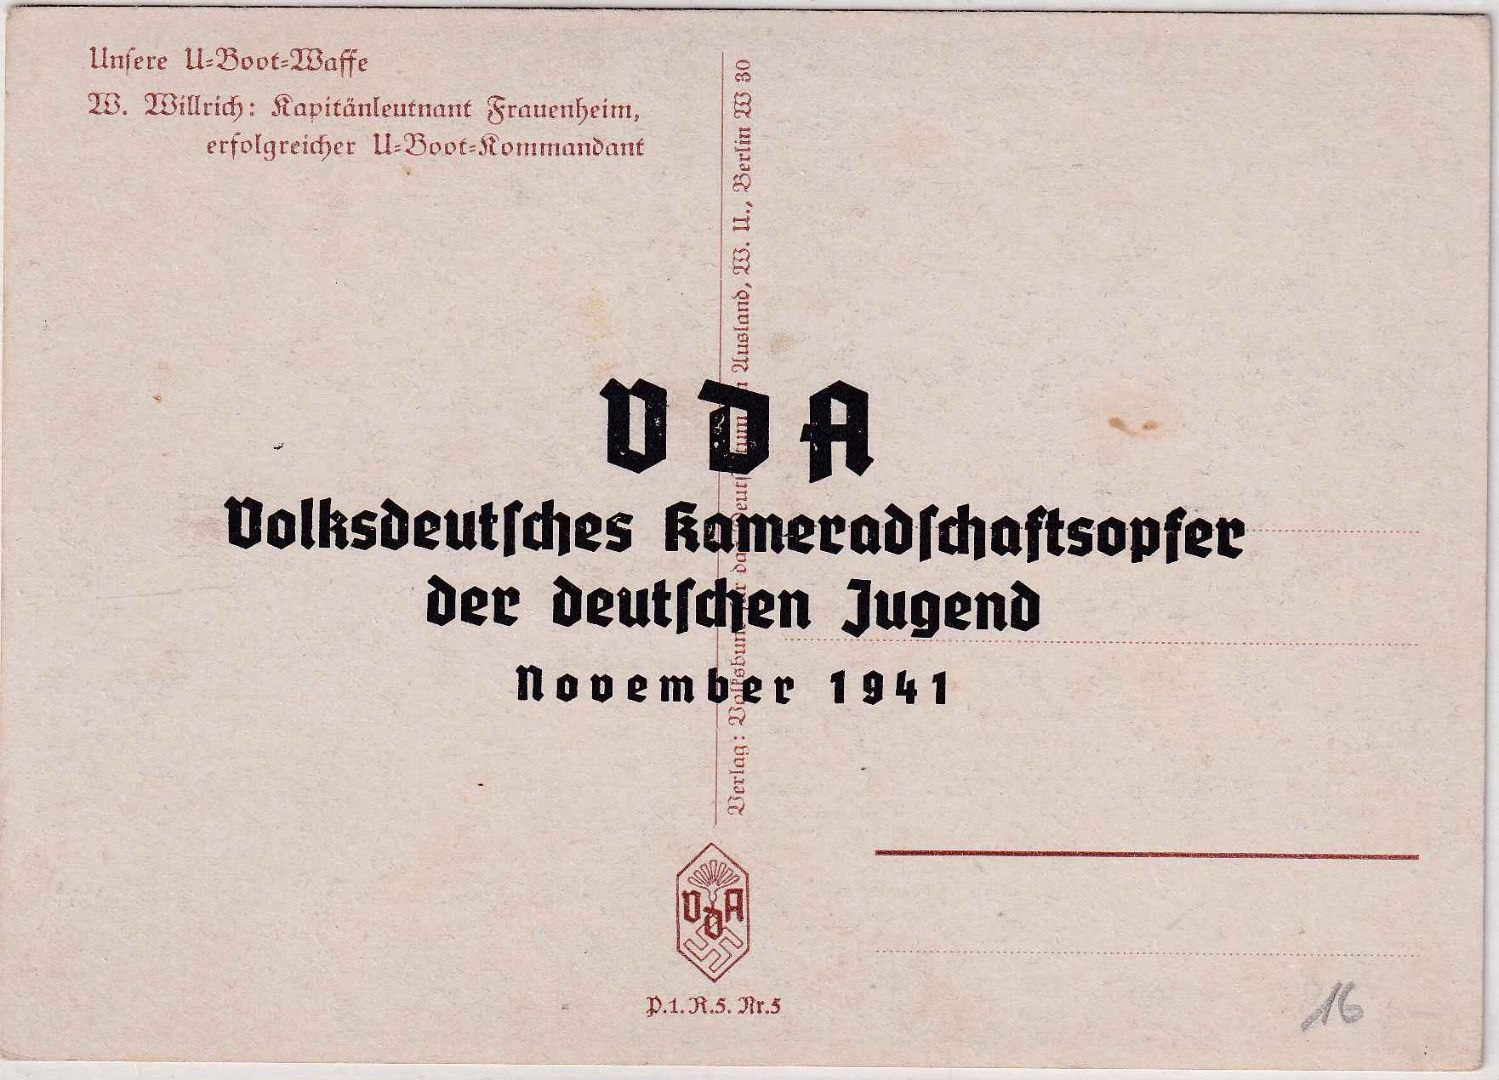 Unſere U=Boot=Waffe
W. Willrich: Kapitänleutnant Frauenheim,
erfolgreicher U=Boot=Kommandant
Verlag: Volksbund für das Deutſchtum im Ausland, W. U., Berlin W 30
VDA
Volksdeutſches Kameradſchaftsopfer
der deutſchen Jugend
November 1941
VDA
P.1.R.5. Nr.5
16